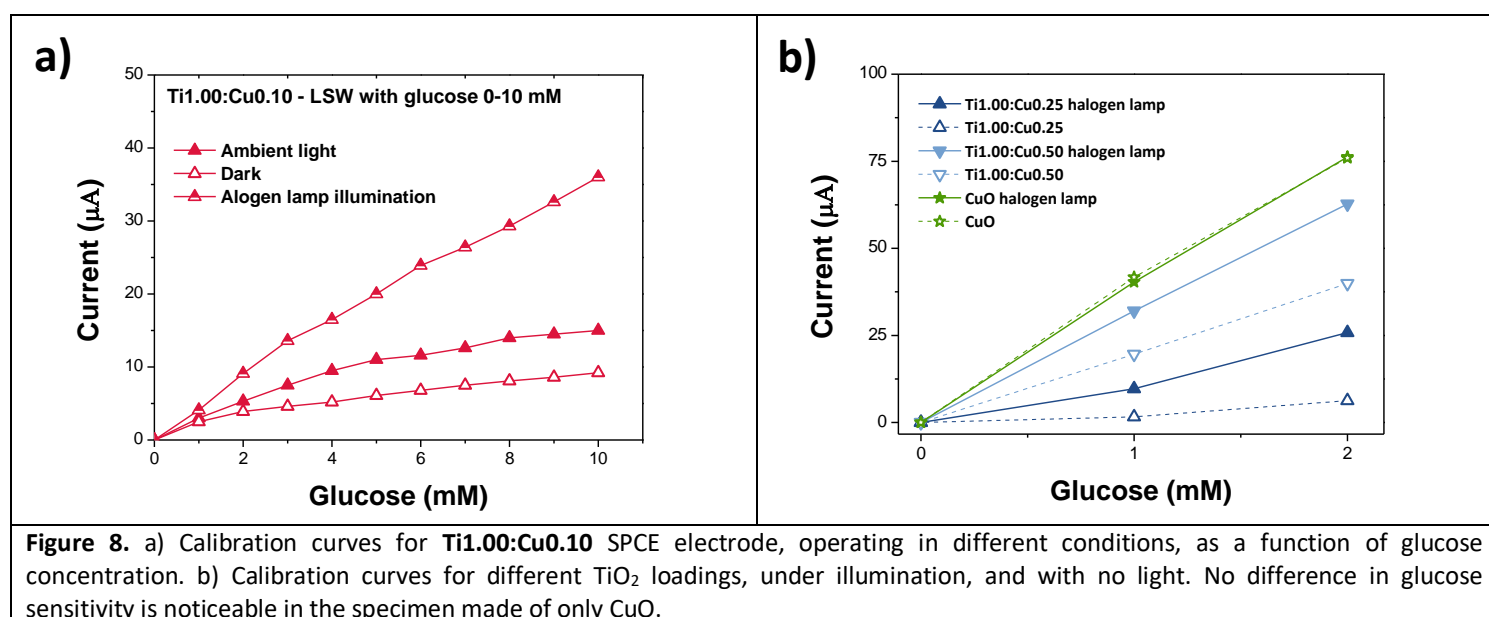 a)
50
40
30
20
10
0
Current (µA)
Ti1.00:Cu0.10 - LSW with glucose 0-10 mM
Ambient light
Dark
Alogen lamp illumination
0 2 4 6 8 10
Glucose (mM)
b)
100
75
50
25
0
Current (µA)
Ti1.00:Cu0.25 halogen lamp
Ti1.00:Cu0.25
Ti1.00:Cu0.50 halogen lamp
Ti1.00:Cu0.50
CuO halogen lamp
CuO
0 1 2
Glucose (mM)
Figure 8. a) Calibration curves for Ti1.00:Cu0.10 SPCE electrode, operating in different conditions, as a function of glucose
concentration. b) Calibration curves for different TiO₂ loadings, under illumination, and with no light. No difference in glucose
sensitivity is noticeable in the specimen made of only CuO.